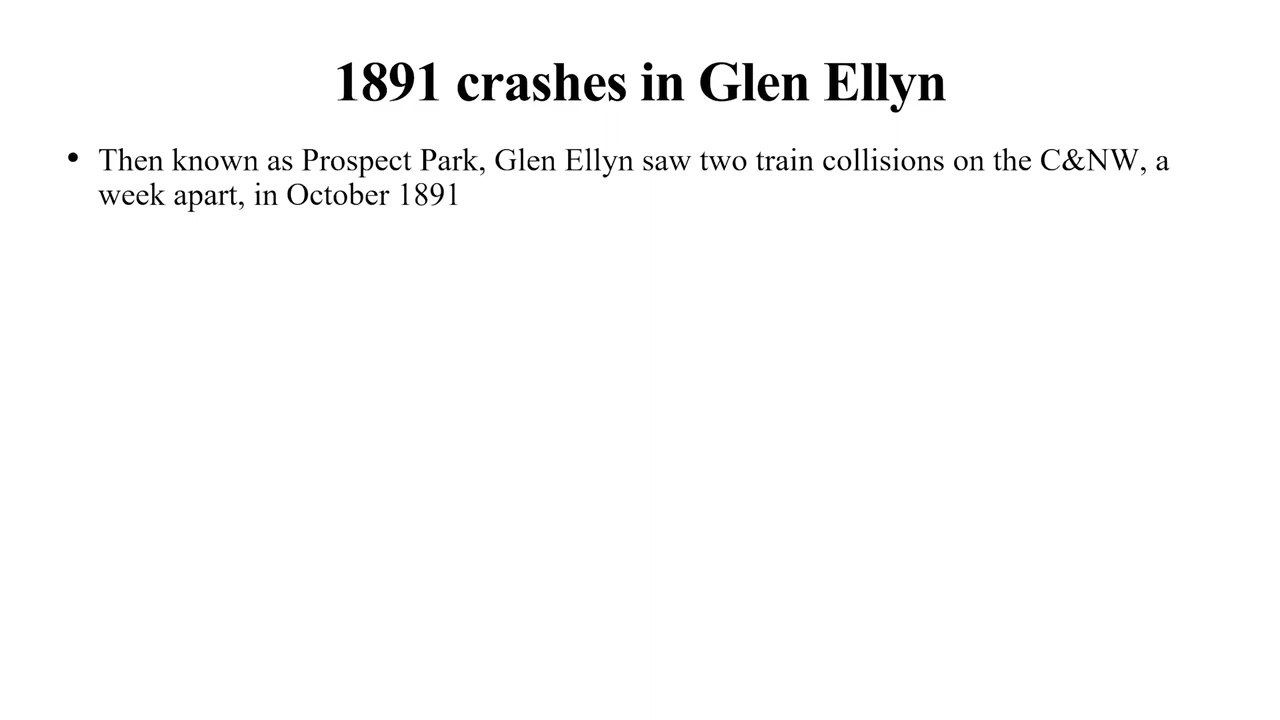 1891 crashes in Glen Ellyn
• Then known as Prospect Park, Glen Ellyn saw two train collisions on the C&NW, a
week apart, in October 1891